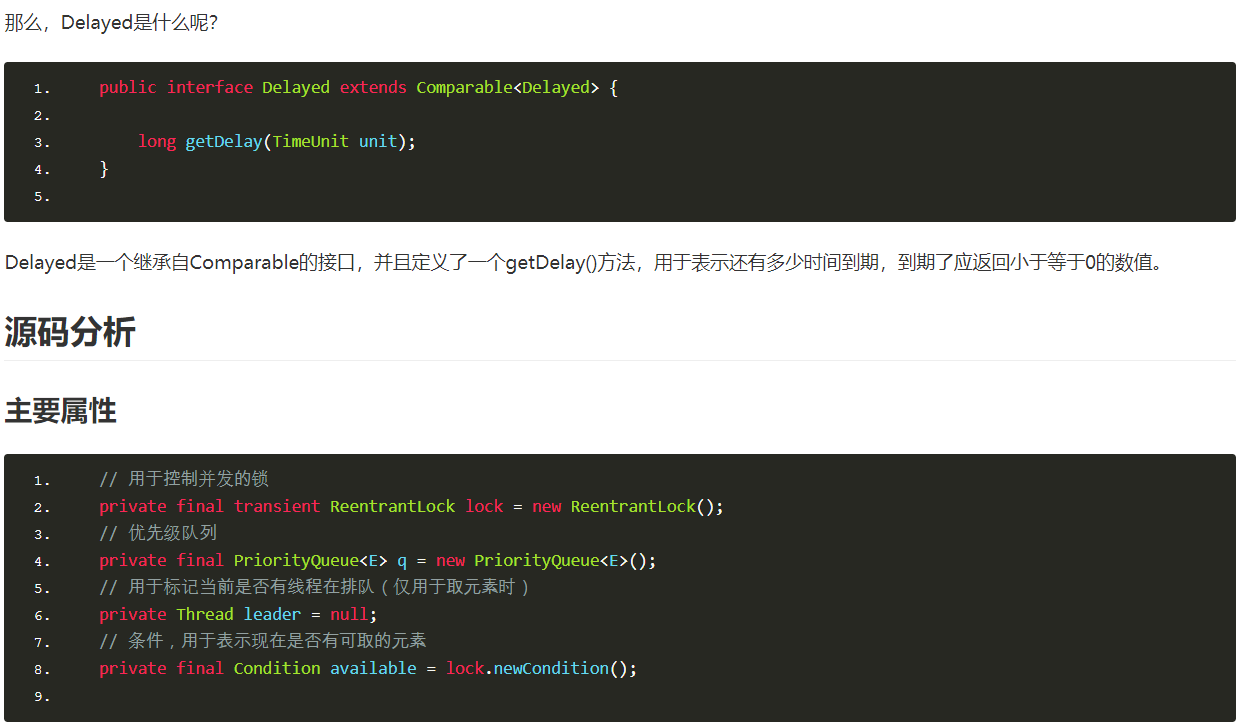 那么，Delayed是什么呢？
1. public interface Delayed extends Comparable<Delayed> {
2.
3. long getDelay(TimeUnit unit);
4. }
5.
Delayed是一个继承自Comparable的接口，并且定义了一个getDelay()方法，用于表示还有多少时间到期，到期了应返回小于等于0的数值。
源码分析
主要属性
1. // 用于控制并发的锁
2. private final transient ReentrantLock lock = new ReentrantLock();
3. // 优先级队列
4. private final PriorityQueue<E> q = new PriorityQueue<E>();
5. // 用于标记当前是否有线程在排队（仅用于取元素时）
6. private Thread leader = null;
7. // 条件，用于表示现在是否有可取的元素
8. private final Condition available = lock.newCondition();
9.